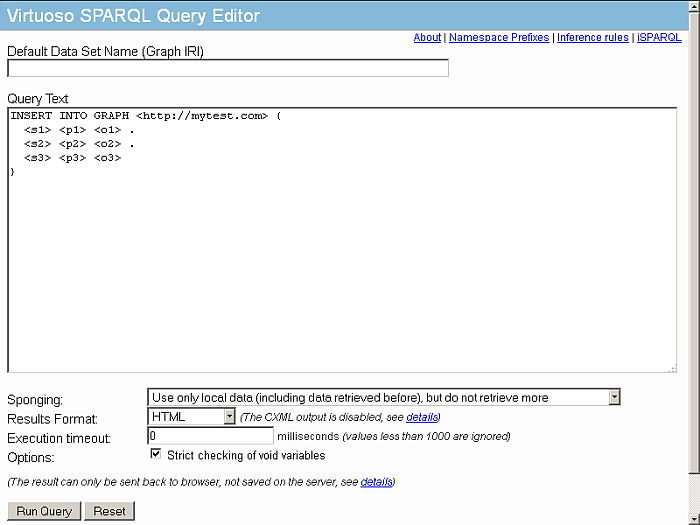 Virtuoso SPARQL Query Editor
About | Namespace Prefixes | Inference rules | iSPARQL
Default Data Set Name (Graph IRI)
Query Text
INSERT INTO GRAPH <http://mytest.com> {
<s1> <p1> <o1> .
<s2> <p2> <o2> .
<s3> <p3> <o3>
}
Sponging: Use only local data (including data retrieved before), but do not retrieve more
Results Format: HTML (The CXML output is disabled, see details)
Execution timeout: 0 milliseconds (values less than 1000 are ignored)
Options: Strict checking of void variables
(The result can only be sent back to browser, not saved on the server, see details)
Run Query Reset